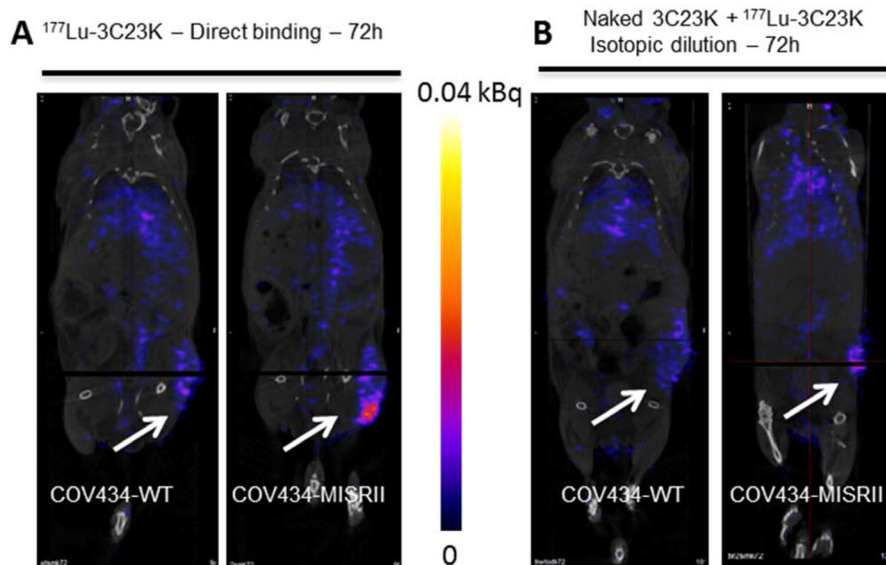 A ¹⁷⁷Lu-3C23K – Direct binding – 72h
B Naked 3C23K + ¹⁷⁷Lu-3C23K
Isotopic dilution – 72h
0.04 kBq
COV434-WT
COV434-MISRII
COV434-WT
COV434-MISRII
0